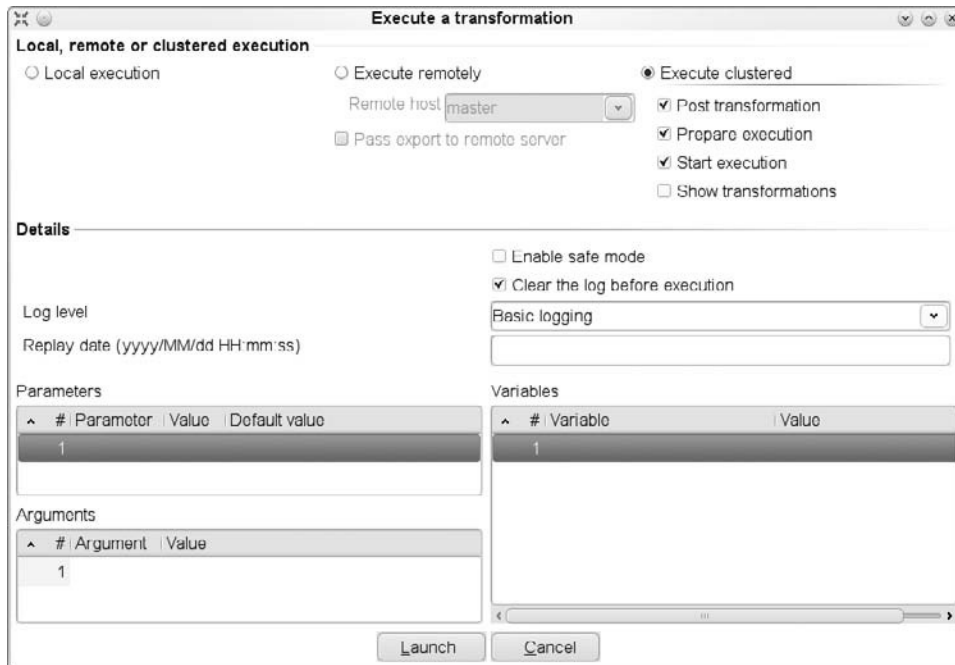 Execute a transformation
Local, remote or clustered execution
Local execution
Execute remotely
Execute clustered
Remote host master
Post transformation
Pass export to remote server
Prepare execution
Start execution
Show transformations
Details
Enable safe mode
Clear the log before execution
Log level
Basic logging
Replay date (yyyy/MM/dd HH:mm:ss)
Parameters
# Parameter Value Default value
1
Variables
# Variable Value
1
Arguments
# Argument Value
1
Launch
Cancel